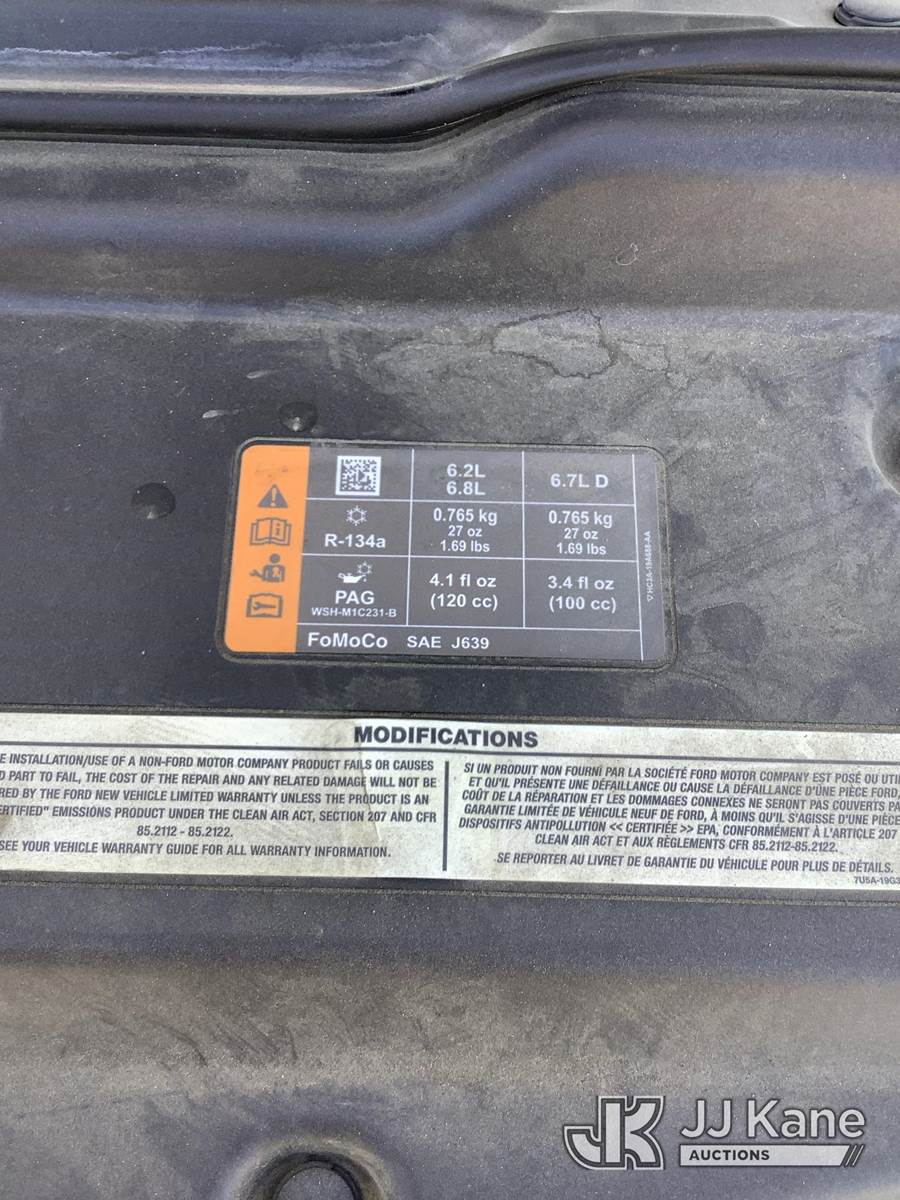 6.2L
6.8L
6.7L D
R-134a
0.765 kg
27 oz
1.69 lbs
0.765 kg
27 oz
1.69 lbs
PAG
WSH-M1C231-B
4.1 fl oz
(120 cc)
3.4 fl oz
(100 cc)
FoMoCo SAE J639
MODIFICATIONS
INSTALLATION/USE OF A NON-FORD MOTOR COMPANY PRODUCT FAILS OR CAUSES
PART TO FAIL, THE COST OF THE REPAIR AND ANY RELATED DAMAGE WILL NOT BE
BY THE FORD NEW VEHICLE LIMITED WARRANTY UNLESS THE PRODUCT IS AN
EMISSIONS PRODUCT UNDER THE CLEAN AIR ACT, SECTION 207 AND CFR
85.2112 - 85.2122.
SEE YOUR VEHICLE WARRANTY GUIDE FOR ALL WARRANTY INFORMATION.
SI UN PRODUIT NON FOURNI PAR LA SOCIÉTÉ FORD MOTOR COMPANY EST POSÉ OU
ET QU'IL PRÉSENTE UNE DÉFAILLANCE OU CAUSE LA DÉFAILLANCE D'UNE PIÈCE FORD,
COÛT DE LA RÉPARATION ET LES DOMMAGES CONNEXES NE SERONT PAS COUVERTS
GARANTIE LIMITÉE DE VÉHICULE NEUF DE FORD, À MOINS QU'IL S'AGISSE D'UNE PIÈCE
DISPOSITIFS ANTIPOLLUTION << CERTIFIÉE >> EPA, CONFORMÉMENT À L'ARTICLE 207
CLEAN AIR ACT ET AUX RÈGLEMENTS CFR 85.2112-85.2122.
SE REPORTER AU LIVRET DE GARANTIE DU VÉHICULE POUR PLUS DE DÉTAILS.
JK JJ Kane
AUCTIONS